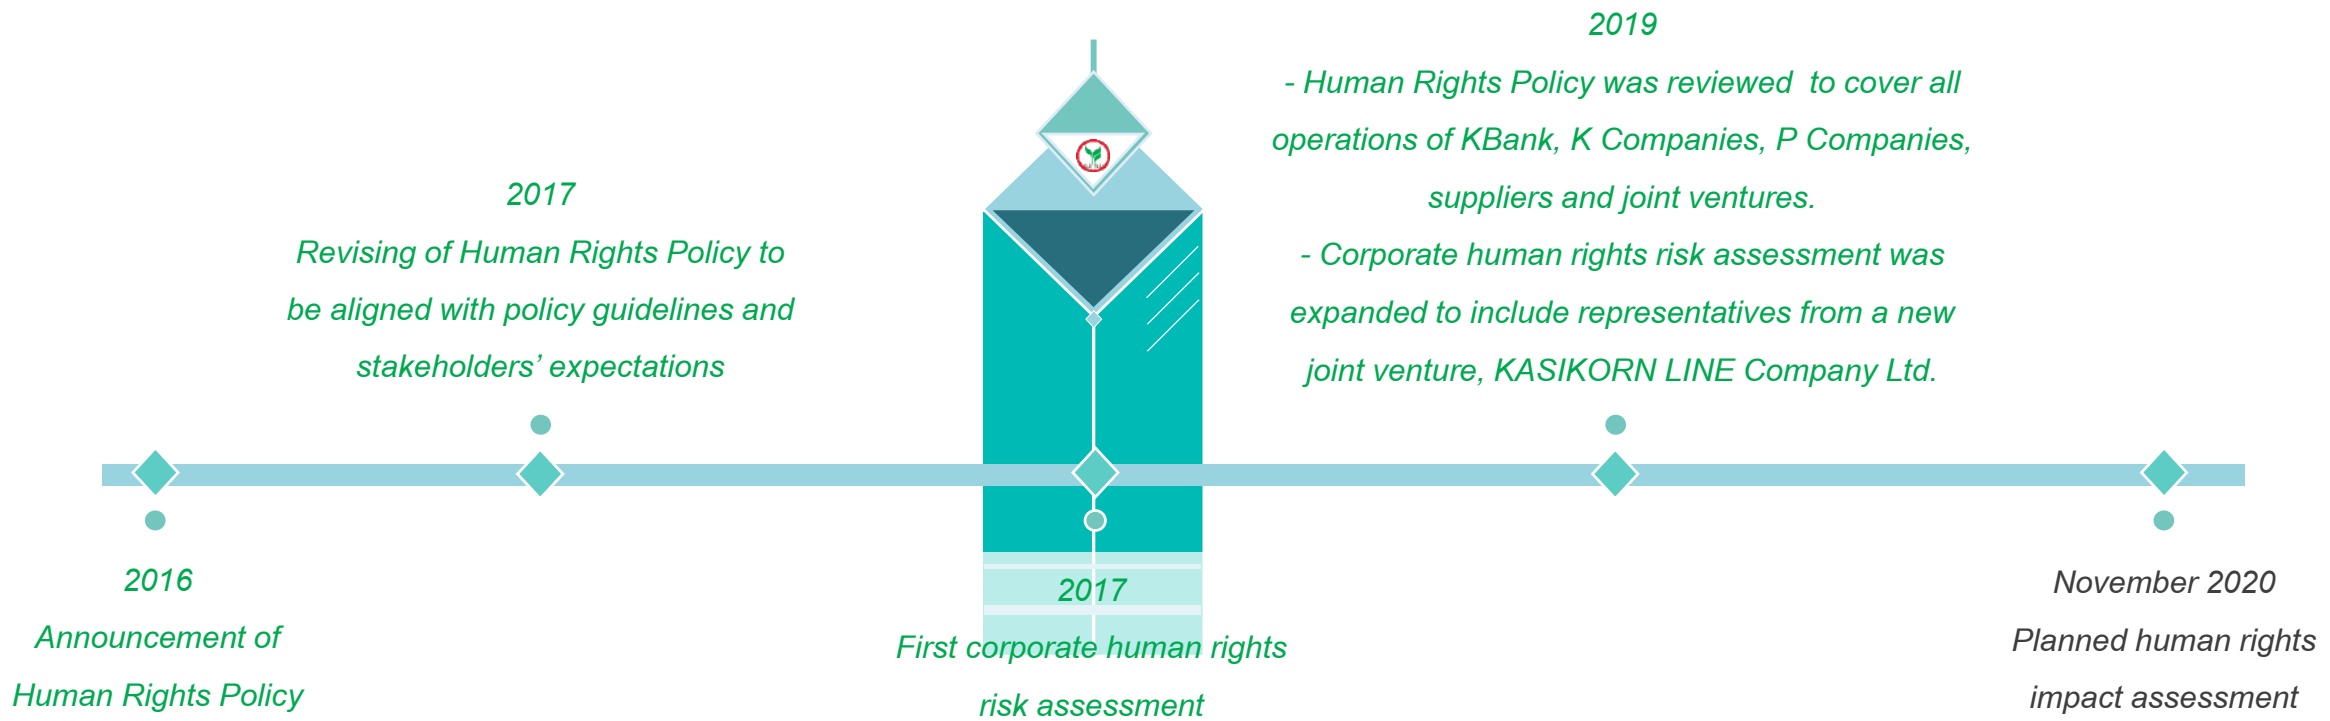 2016
Announcement of
Human Rights Policy
2017
Revising of Human Rights Policy to
be aligned with policy guidelines and
stakeholders’ expectations
2017
First corporate human rights
risk assessment
2019
- Human Rights Policy was reviewed  to cover all
operations of KBank, K Companies, P Companies,
suppliers and joint ventures.
- Corporate human rights risk assessment was
expanded to include representatives from a new
joint venture, KASIKORN LINE Company Ltd.
November 2020
Planned human rights
impact assessment